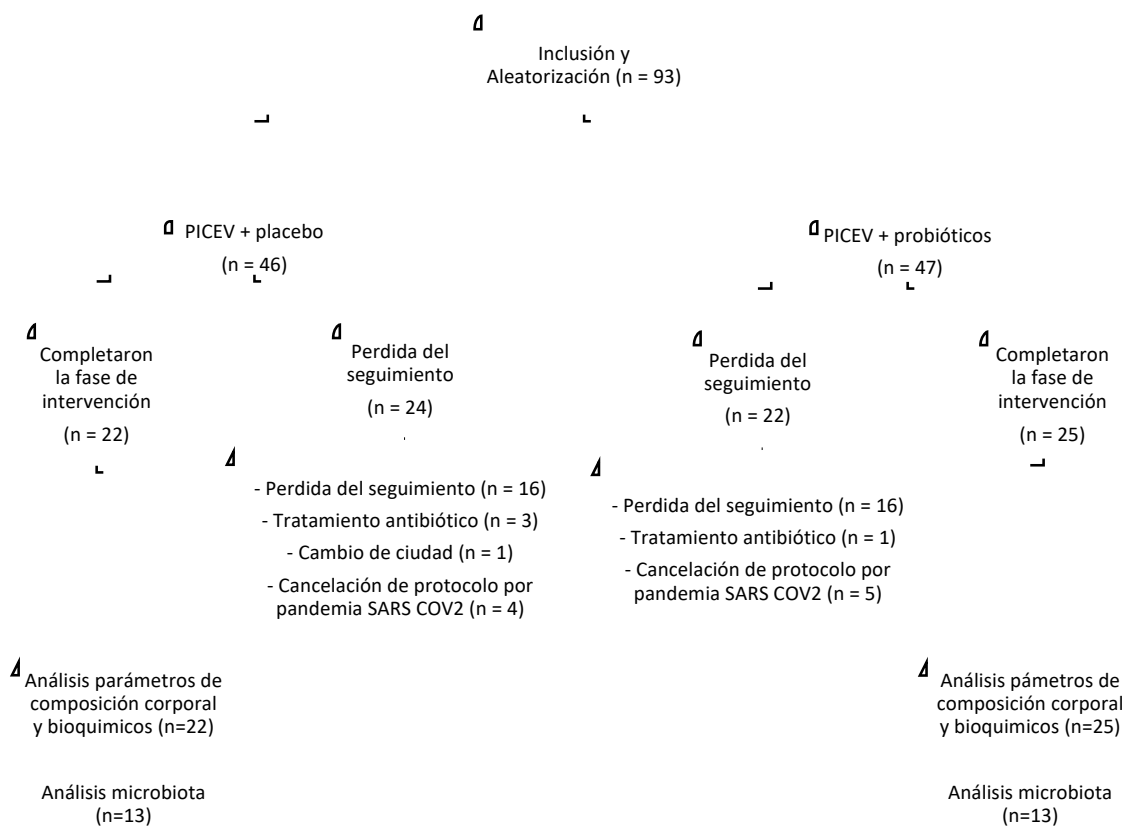 Inclusión y
Aleatorización (n = 93)
PICEV + placebo
(n = 46)
PICEV + probióticos
(n = 47)
Completaron
la fase de
intervención
(n = 22)
Perdida del
seguimiento
(n = 24)
Perdida del
seguimiento
(n = 22)
Completaron
la fase de
intervención
(n = 25)
- Perdida del seguimiento (n = 16)
- Tratamiento antibiótico (n = 3)
- Cambio de ciudad (n = 1)
- Cancelación de protocolo por
pandemia SARS COV2 (n = 4)
- Perdida del seguimiento (n = 16)
- Tratamiento antibiótico (n = 1)
- Cancelación de protocolo por
pandemia SARS COV2 (n = 5)
Análisis parámetros de
composición corporal
y bioquimicos (n=22)
Análisis pámetros de
composición corporal
y bioquimicos (n=25)
Análisis microbiota
(n=13)
Análisis microbiota
(n=13)